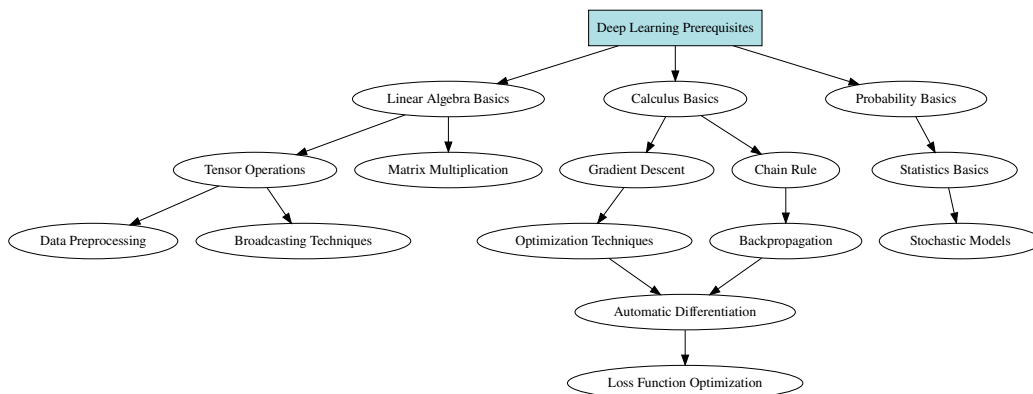 Deep Learning Prerequisites
Linear Algebra Basics
Calculus Basics
Probability Basics
Tensor Operations
Matrix Multiplication
Gradient Descent
Chain Rule
Statistics Basics
Data Preprocessing
Broadcasting Techniques
Optimization Techniques
Backpropagation
Stochastic Models
Automatic Differentiation
Loss Function Optimization